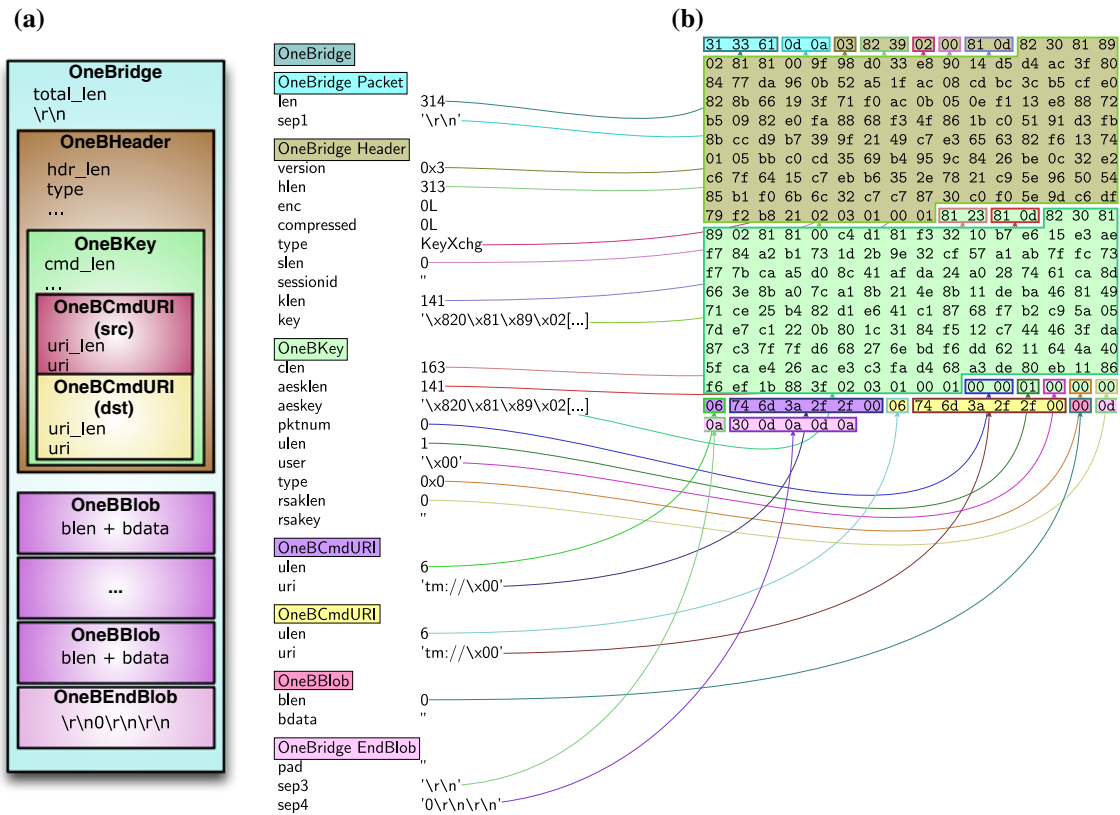 (a)
OneBridge
total_len
\r\n
OneBHeader
hdr_len
type
...
OneBKey
cmd_len
...
OneBCmdURI
(src)
uri_len
uri
OneBCmdURI
(dst)
uri_len
uri
OneBBlob
blen + bdata
...
OneBBlob
blen + bdata
OneBEndBlob
\r\n0\r\n\r\n
OneBridge
OneBridge Packet
len 314
sep1 '\r\n'
OneBridge Header
version 0x3
hlen 313
enc 0L
compressed 0L
type KeyXchg
slen 0
sessionid ''
klen 141
key '\x820\x81\x89\x02[...]
OneBKey
clen 163
aesklen 141
aeskey '\x820\x81\x89\x02[...]
pktnum 0
ulen 1
user '\x00'
type 0x0
rsaklen 0
rsakey ''
OneBCmdURI
ulen 6
uri 'tm://\x00'
OneBCmdURI
ulen 6
uri 'tm://\x00'
OneBBlob
blen 0
bdata ''
OneBridge EndBlob
pad ''
sep3 '\r\n'
sep4 '0\r\n\r\n'
(b)
31 33 61 0d 0a 03 82 39 02 00 81 0d 82 30 81 89
02 81 81 00 9f 98 d0 33 e8 90 14 d5 d4 ac 3f 80
84 77 da 96 0b 52 a5 1f ac 08 cd bc 3c b5 cf e0
82 8b 66 19 3f 71 f0 ac 0b 05 0e f1 13 e8 88 72
b5 09 82 e0 fa 88 68 f3 4f 86 1b c0 51 91 d3 fb
8b cc d9 b7 39 9f 21 49 c7 e3 65 63 82 f6 13 74
01 05 bb c0 cd 35 69 b4 95 9c 84 26 be 0c 32 e2
c6 7f 64 15 c7 eb b6 35 2e 78 21 c9 5e 96 50 54
85 b1 f0 6b 6c 32 c7 c7 87 30 c0 f0 5e 9d c6 df
79 f2 b8 21 02 03 01 00 01 81 23 81 0d 82 30 81
89 02 81 81 00 c4 d1 81 f3 32 10 b7 e6 15 e3 ae
f7 84 a2 b1 73 1d 2b 9e 32 cf 57 a1 ab 7f fc 73
f7 7b ca a5 d0 8c 41 af da 24 a0 28 74 61 ca 8d
66 3e 8b a0 7c a1 8b 21 4e 8b 11 de ba 46 81 49
71 ce 25 b4 82 d1 e6 41 c1 87 68 f7 b2 c9 5a 05
7d e7 c1 22 0b 80 1c 31 84 f5 12 c7 44 46 3f da
87 c3 7f 7f d6 68 27 6e bd f6 dd 62 11 64 4a 40
5f ca e4 26 ac e3 c3 fa d4 68 a3 de 80 eb 11 86
f6 ef 1b 88 3f 02 03 01 00 01 00 00 01 00 00 00
06 74 6d 3a 2f 2f 00 06 74 6d 3a 2f 2f 00 00 0d
0a 30 0d 0a 0d 0a